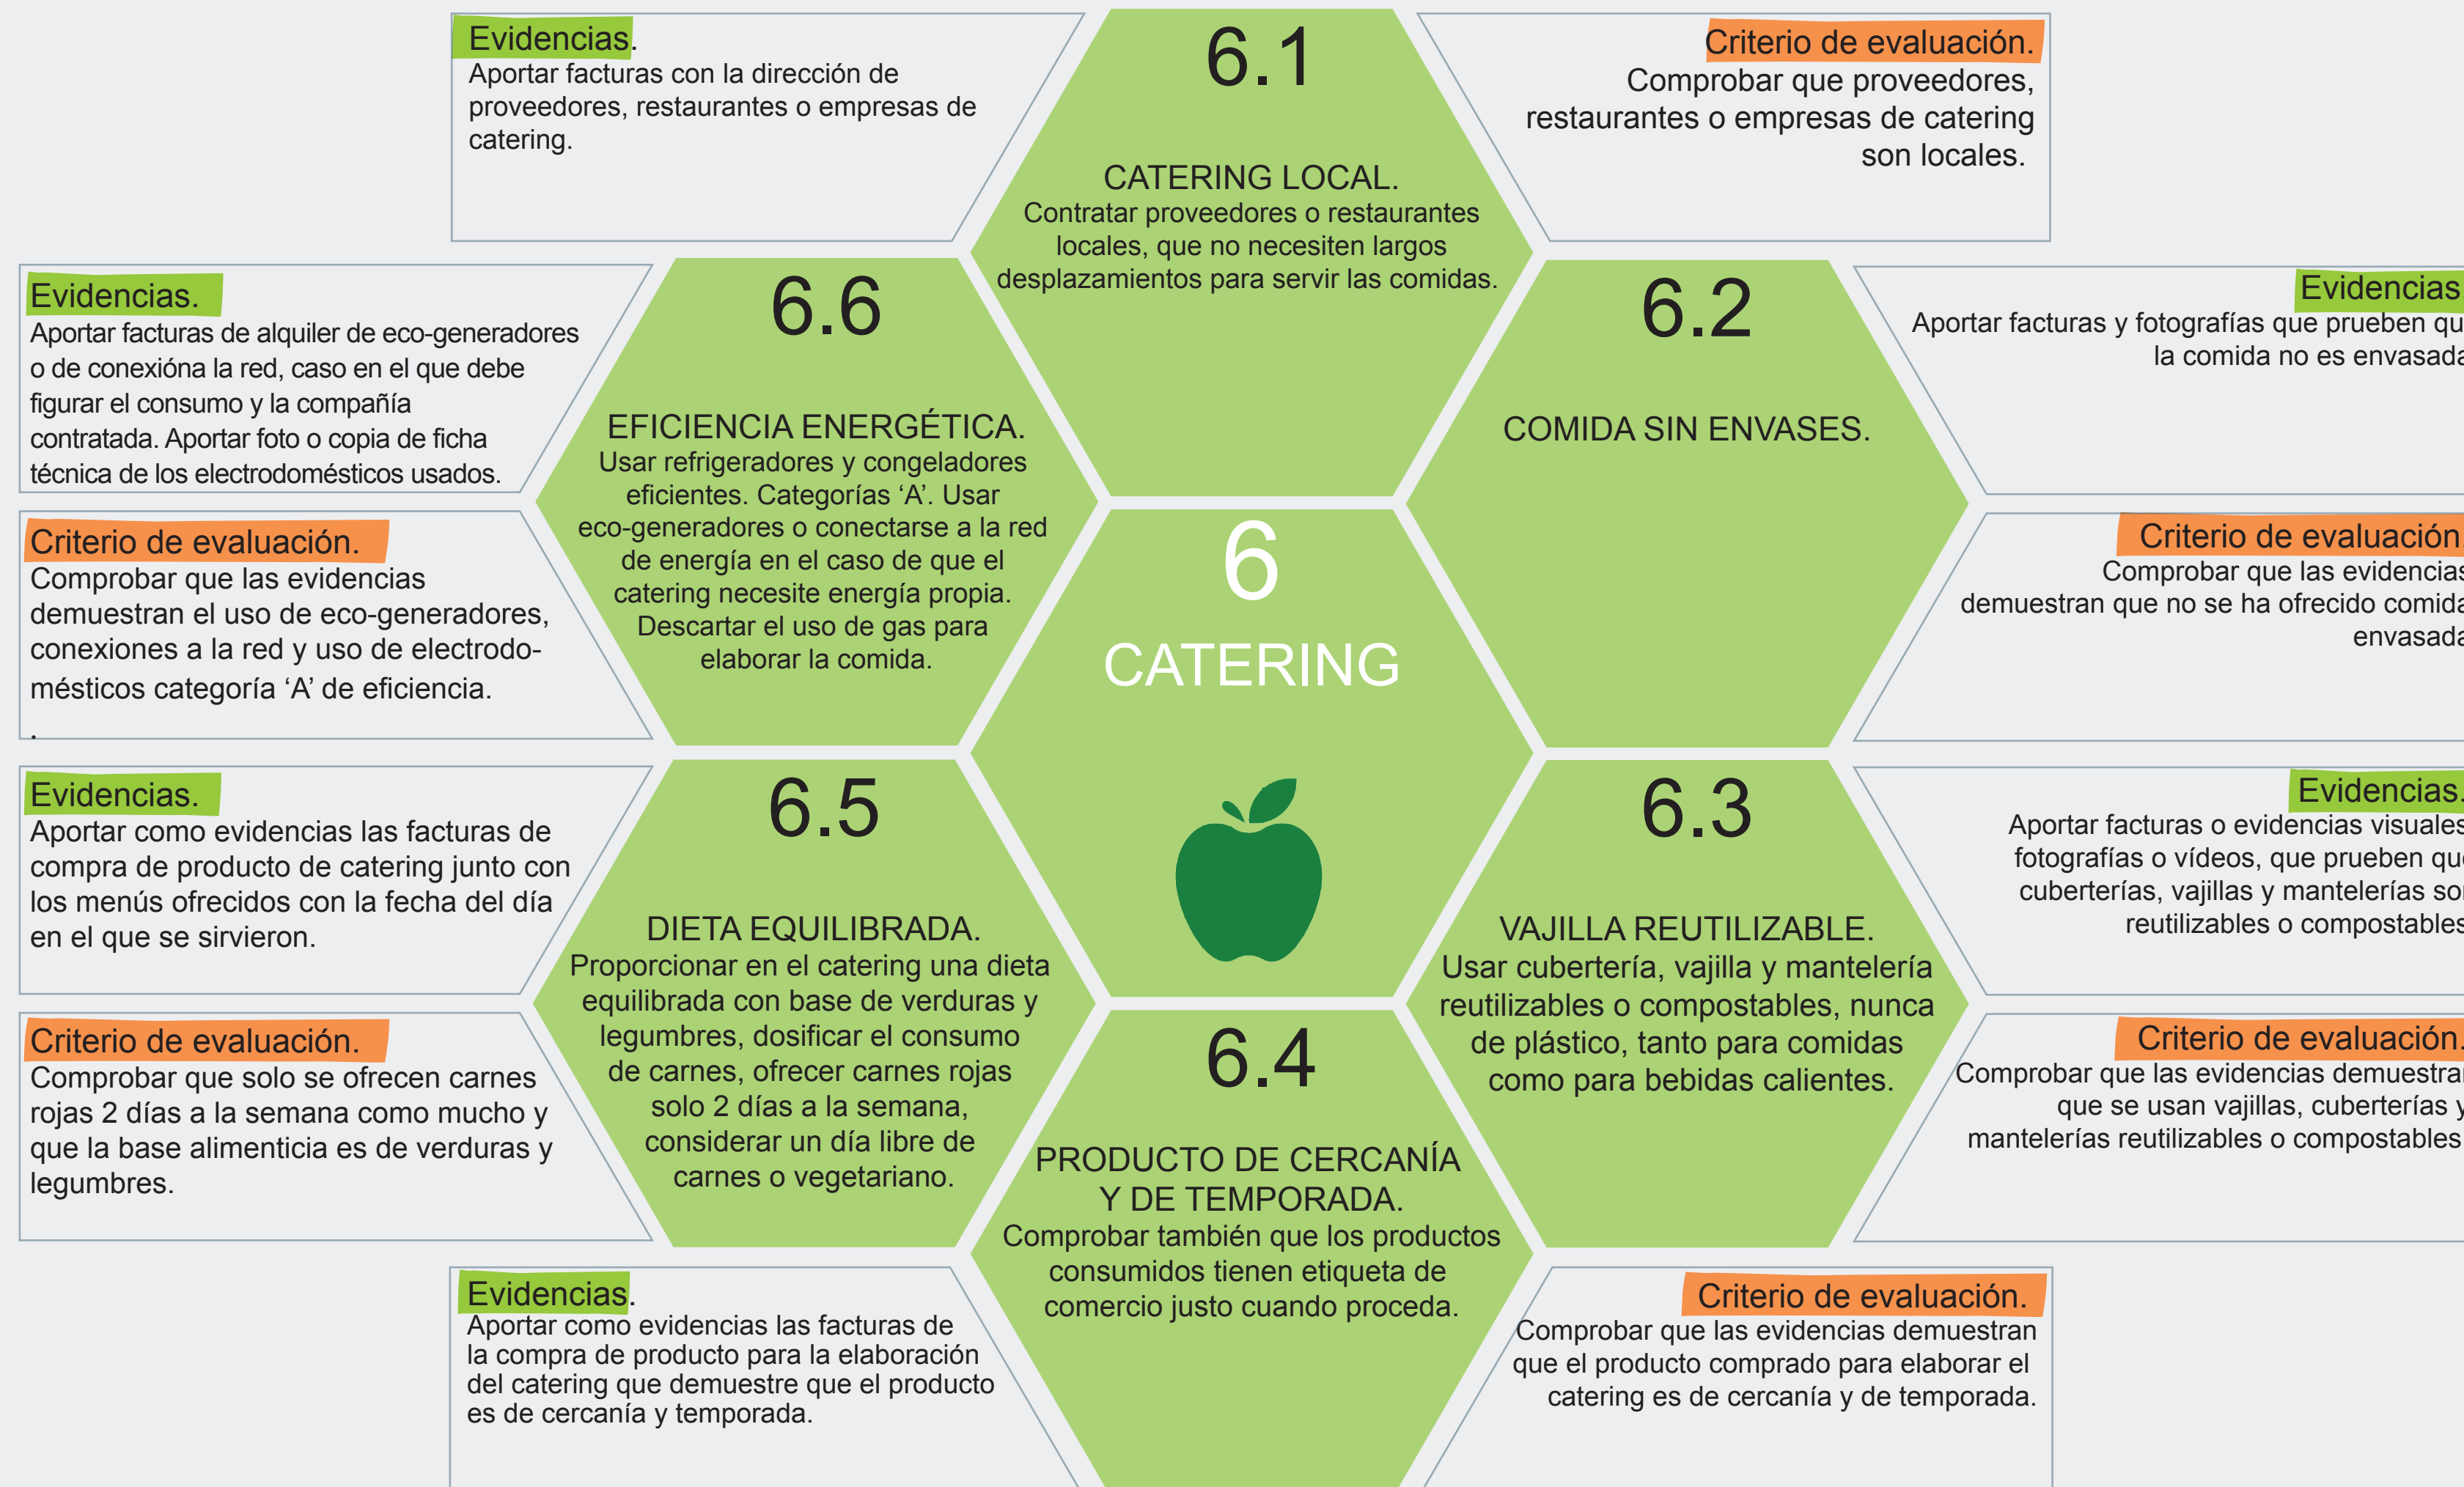 Evidencias.
Aportar facturas con la dirección de
proveedores, restaurantes o empresas de
catering.
6.1
CATERING LOCAL.
Contratar proveedores o restaurantes
locales, que no necesiten largos
desplazamientos para servir las comidas.
Criterio de evaluación.
Comprobar que proveedores,
restaurantes o empresas de catering
son locales.
Evidencias.
Aportar facturas de alquiler de eco-generadores
o de conexióna la red, caso en el que debe
figurar el consumo y la compañía
contratada. Aportar foto o copia de ficha
técnica de los electrodomésticos usados.
Criterio de evaluación.
Comprobar que las evidencias
demuestran el uso de eco-generadores,
conexiones a la red y uso de electrodo-
mésticos categoría ‘A’ de eficiencia.
.
6.6
EFICIENCIA ENERGÉTICA.
Usar refrigeradores y congeladores
eficientes. Categorías ‘A’. Usar
eco-generadores o conectarse a la red
de energía en el caso de que el
catering necesite energía propia.
Descartar el uso de gas para
elaborar la comida.
6
CATERING
6.2
COMIDA SIN ENVASES.
Evidencias
Aportar facturas y fotografías que prueben qu
la comida no es envasada
Criterio de evaluación.
Comprobar que las evidencias
demuestran que no se ha ofrecido comida
envasada
Evidencias.
Aportar como evidencias las facturas de
compra de producto de catering junto con
los menús ofrecidos con la fecha del día
en el que se sirvieron.
Criterio de evaluación.
Comprobar que solo se ofrecen carnes
rojas 2 días a la semana como mucho y
que la base alimenticia es de verduras y
legumbres.
6.5
DIETA EQUILIBRADA.
Proporcionar en el catering una dieta
equilibrada con base de verduras y
legumbres, dosificar el consumo
de carnes, ofrecer carnes rojas
solo 2 días a la semana,
considerar un día libre de
carnes o vegetariano.
6.3
VAJILLA REUTILIZABLE.
Usar cubertería, vajilla y mantelería
reutilizables o compostables, nunca
de plástico, tanto para comidas
como para bebidas calientes.
Evidencias.
Aportar facturas o evidencias visuales
fotografías o vídeos, que prueben que
cuberterías, vajillas y mantelerías son
reutilizables o compostables
Criterio de evaluación.
Comprobar que las evidencias demuestran
que se usan vajillas, cuberterías y
mantelerías reutilizables o compostables
6.4
PRODUCTO DE CERCANÍA
Y DE TEMPORADA.
Comprobar también que los productos
consumidos tienen etiqueta de
comercio justo cuando proceda.
Evidencias.
Aportar como evidencias las facturas de
la compra de producto para la elaboración
del catering que demuestre que el producto
es de cercanía y temporada.
Criterio de evaluación.
Comprobar que las evidencias demuestran
que el producto comprado para elaborar el
catering es de cercanía y de temporada.